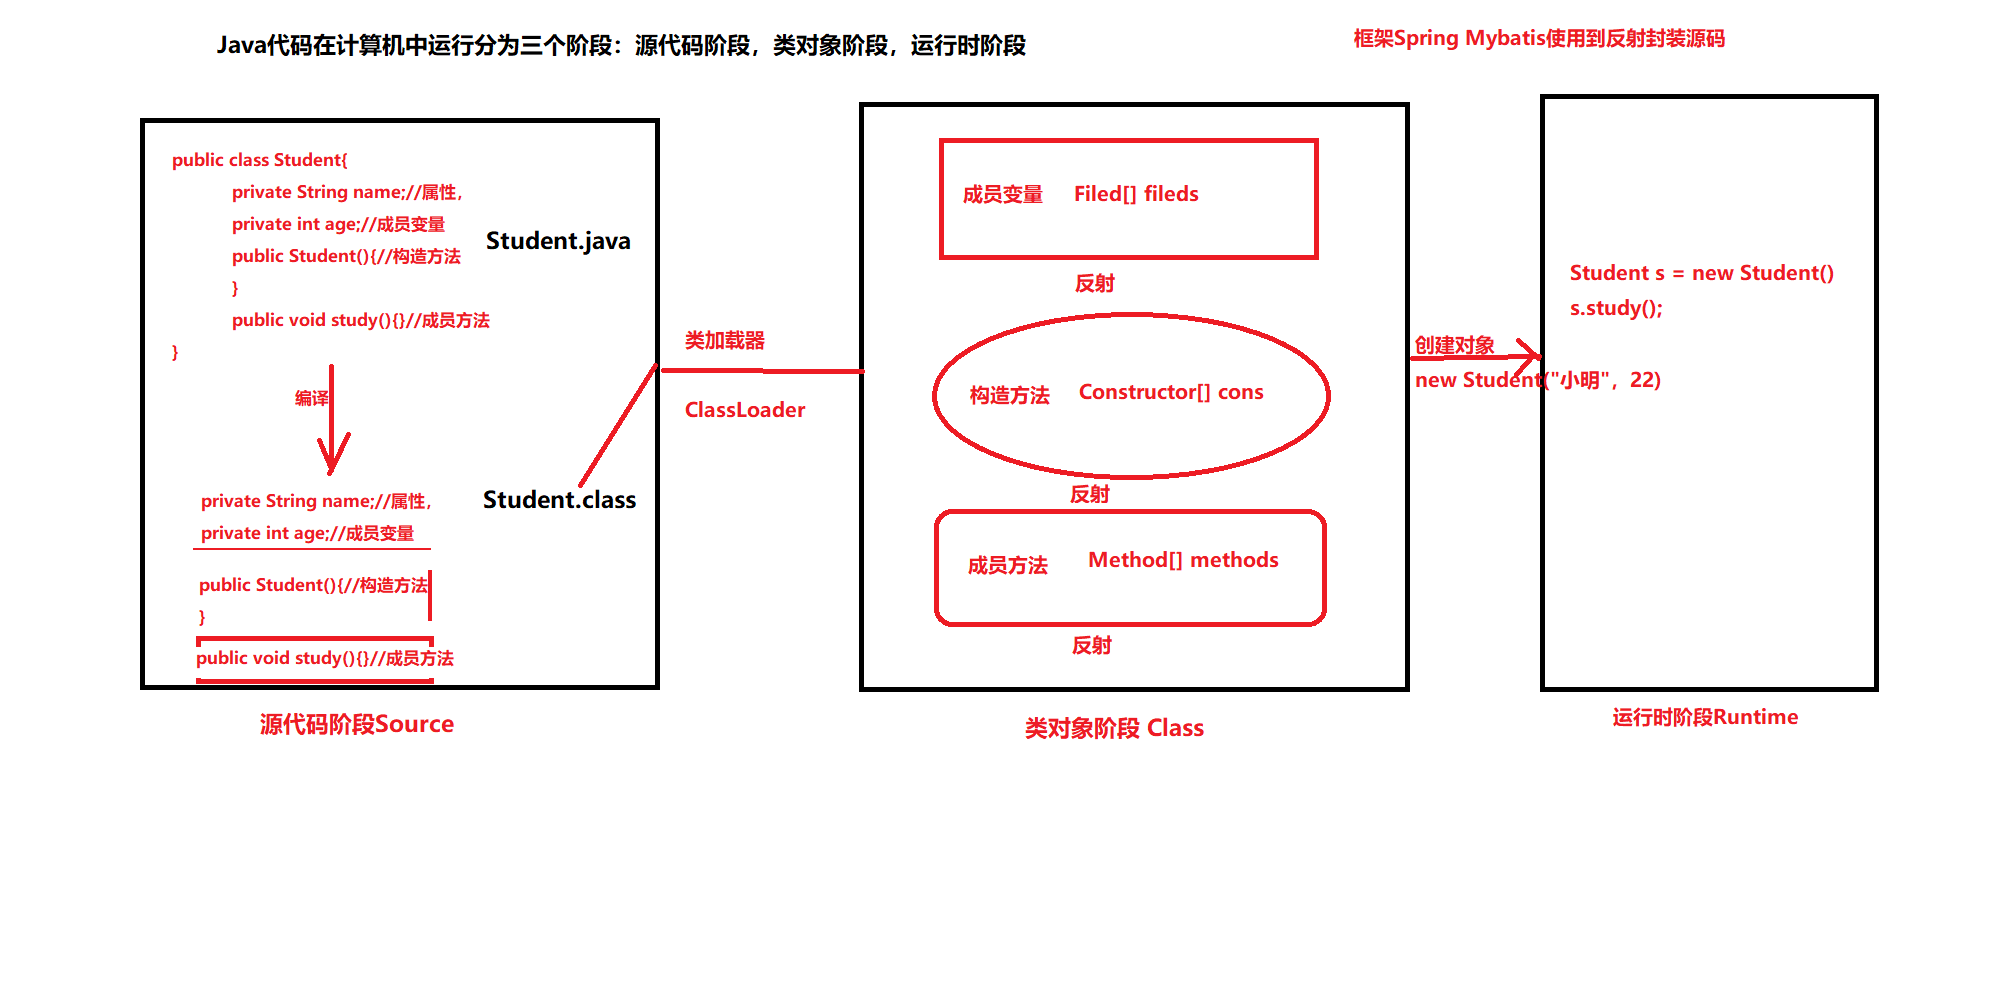 Java代码在计算机中运行分为三个阶段：源代码阶段，类对象阶段，运行时阶段
框架Spring Mybatis使用到反射封装源码
public class Student{
private String name;//属性,
private int age;//成员变量
public Student(){//构造方法
}
public void study(){}//成员方法
}
Student.java
编译
private String name;//属性,
private int age;//成员变量
public Student(){//构造方法
}
public void study(){}//成员方法
Student.class
源代码阶段Source
类加载器
ClassLoader
成员变量 Filed[] fileds
反射
构造方法 Constructor[] cons
反射
成员方法 Method[] methods
反射
类对象阶段 Class
创建对象
new Student("小明"，22)
Student s = new Student()
s.study();
运行时阶段Runtime